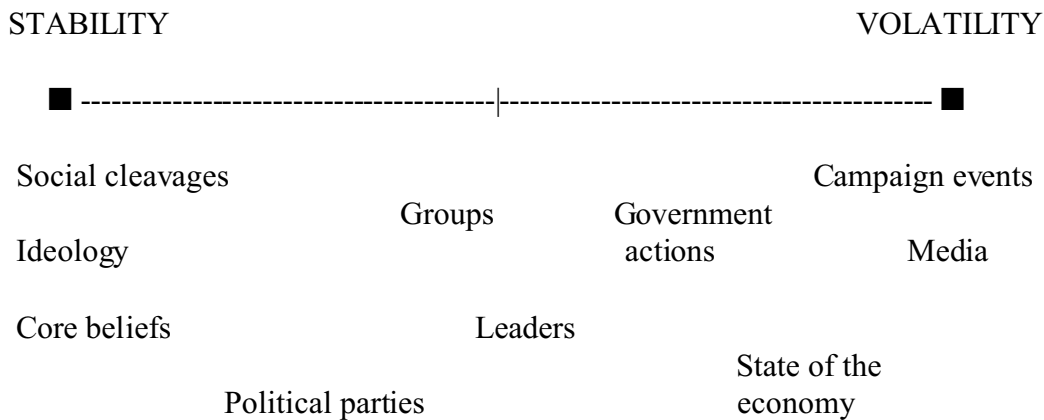 STABILITY VOLATILITY
■ -----------------------------------------|------------------------------------------- ■
Social cleavages Campaign events
Groups Government
Ideology actions Media
Core beliefs Leaders
State of the
Political parties economy